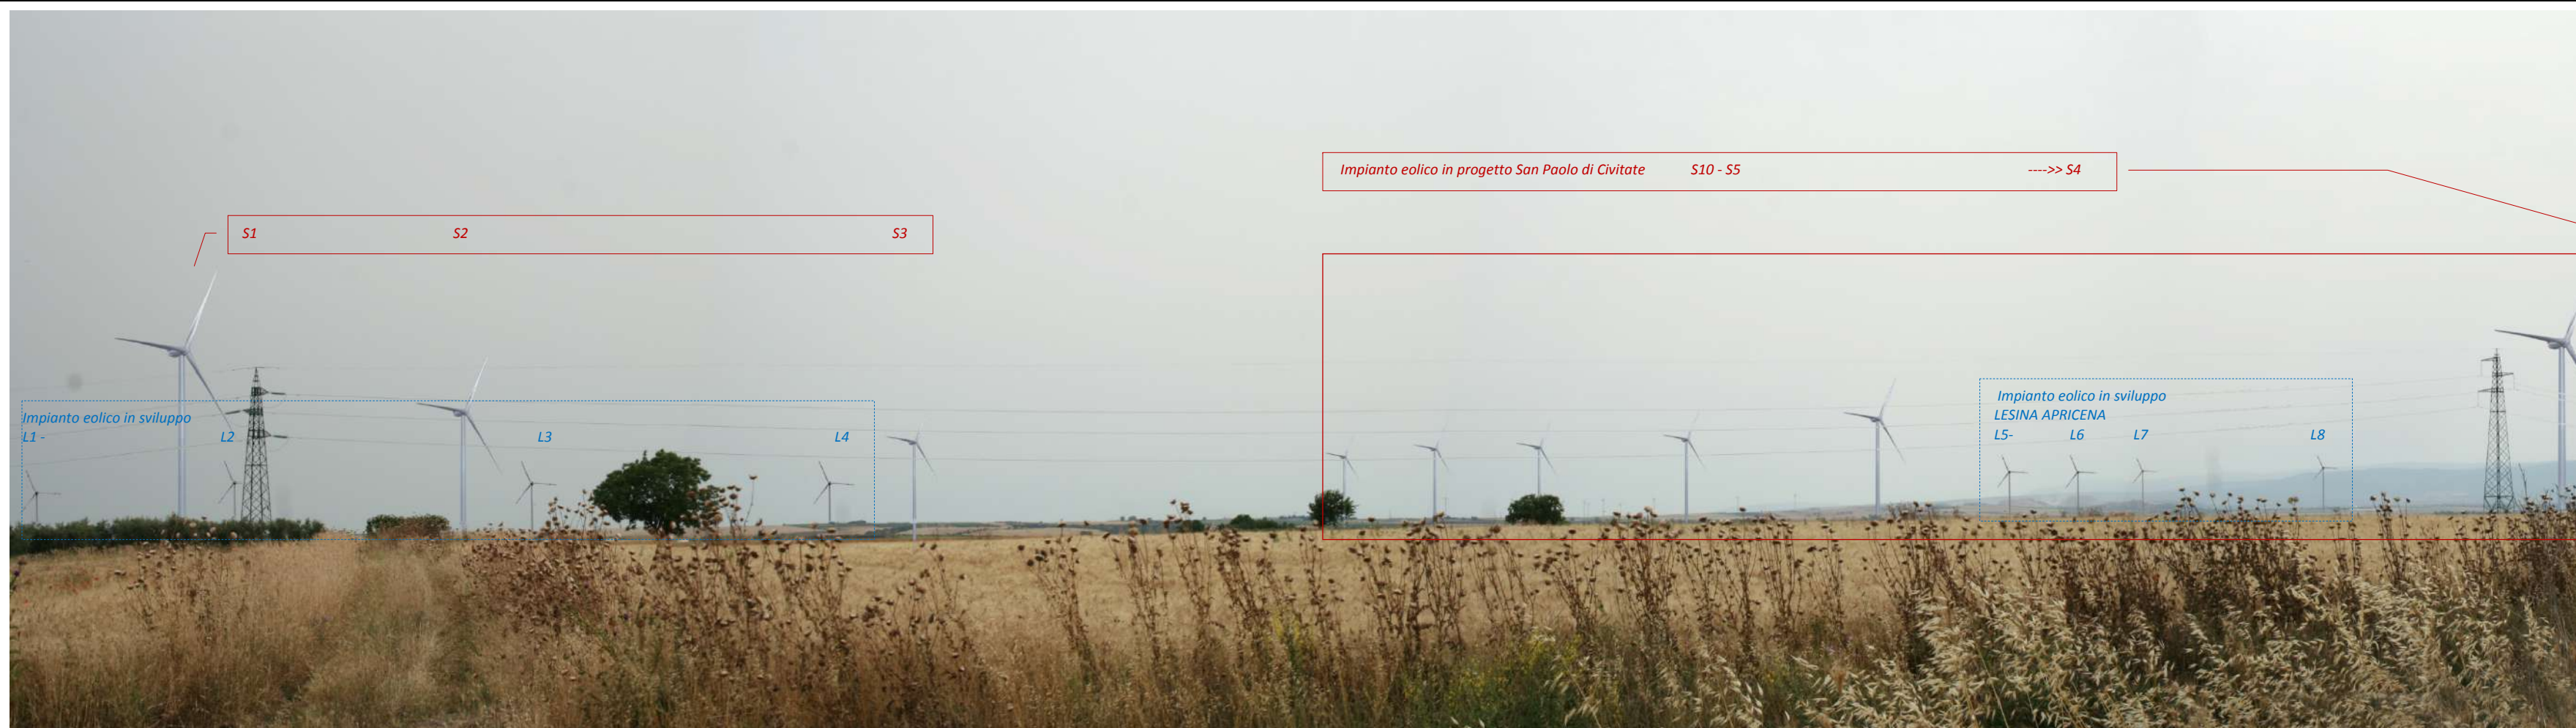 Impianto eolico in progetto San Paolo di Civitate S10 - S5 ---->> S4
S1 S2 S3
Impianto eolico in sviluppo
L1 - L2 L3 L4
Impianto eolico in sviluppo
LESINA APRICENA
L5- L6 L7 L8